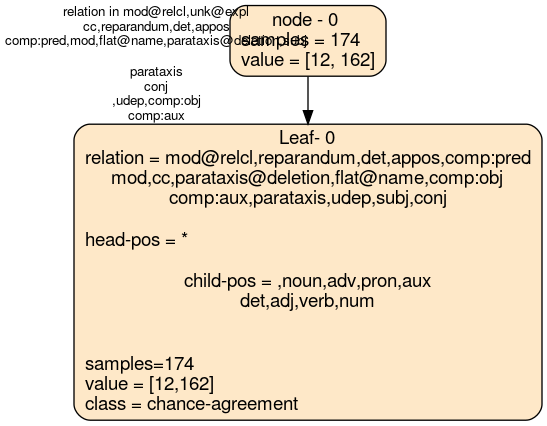 relation in mod@relcl,unk@expl
cc,reparandum,det,appos
comp:pred,mod,flat@name,parataxis@deletion,subj
parataxis
conj
,udep,comp:obj
comp:aux
node - 0
samples = 174
value = [12, 162]
Leaf- 0
relation = mod@relcl,reparandum,det,appos,comp:pred
mod,cc,parataxis@deletion,flat@name,comp:obj
comp:aux,parataxis,udep,subj,conj
head-pos = *
child-pos = ,noun,adv,pron,aux
det,adj,verb,num
samples=174
value = [12,162]
class = chance-agreement